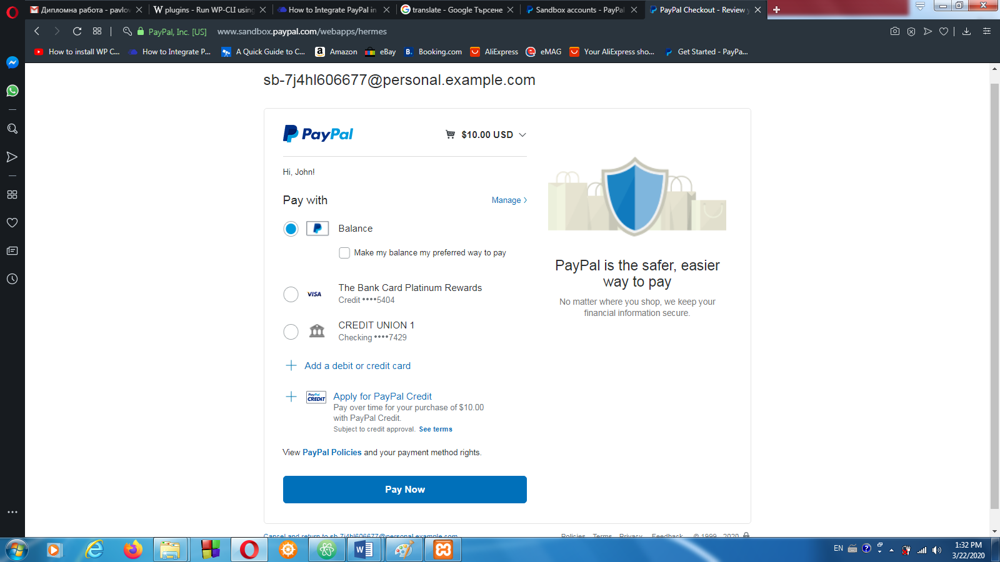 Дипломна работа - pavlov
plugins - Run WP-CLI using
How to Integrate PayPal in
translate - Google Търсене
Sandbox accounts - PayPal
PayPal Checkout - Review y
PayPal, Inc. [US]
www.sandbox.paypal.com/webapps/hermes
How to install WP C...
How to Integrate P...
A Quick Guide to C...
Amazon
eBay
Booking.com
AliExpress
eMAG
Your AliExpress sho...
Get Started - PayPa...
sb-7j4hl606677@personal.example.com
PayPal
$10.00 USD
Hi, John!
Pay with
Manage
Balance
Make my balance my preferred way to pay
VISA
The Bank Card Platinum Rewards
Credit ••••5404
CREDIT UNION 1
Checking ••••7429
Add a debit or credit card
PayPal CREDIT
Apply for PayPal Credit
Pay over time for your purchase of $10.00
with PayPal Credit.
Subject to credit approval. See terms
View PayPal Policies and your payment method rights.
Pay Now
PayPal is the safer, easier
way to pay
No matter where you shop, we keep your
financial information secure.
Cancel and return to sb-7j4hl606677@personal.example.com
Policies Terms Privacy Feedback © 1999 - 2020
EN
1:32 PM
3/22/2020